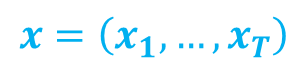 x = (x₁, ..., x_T)